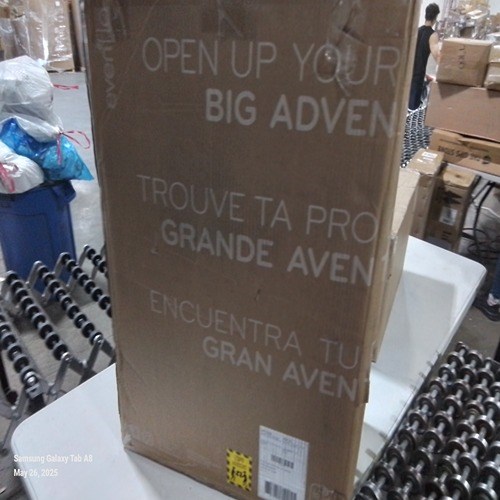 evenflo
OPEN UP YOUR
BIG ADVEN
TROUVE TA PRO
GRANDE AVEN
ENCUENTRA TU
GRAN AVEN
Samsung Galaxy Tab A8
May 26, 2025